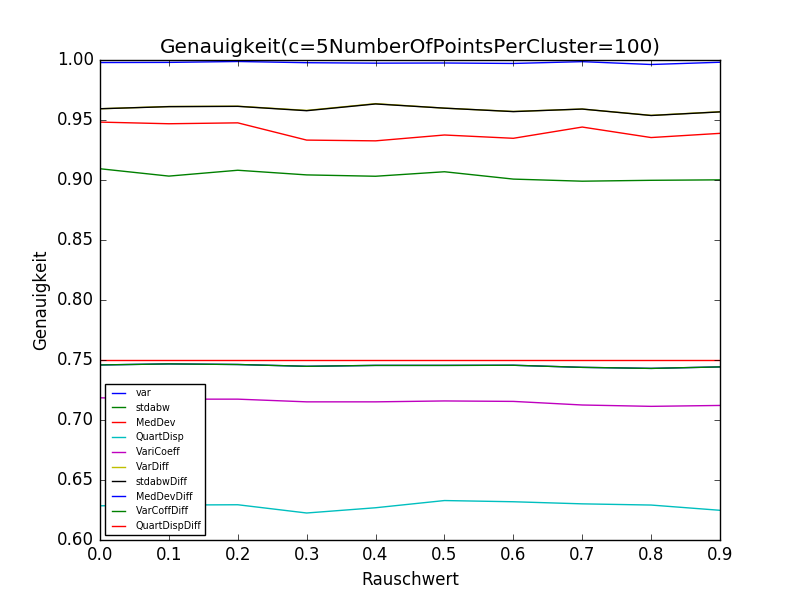 Genauigkeit(c=5NumberOfPointsPerCluster=100)
1.00
0.95
0.90
0.85
0.80
0.75
0.70
0.65
0.60
Genauigkeit
var
stdabw
MedDev
QuartDisp
VariCoeff
VarDiff
stdabwDiff
MedDevDiff
VarCoffDiff
QuartDispDiff
0.0 0.1 0.2 0.3 0.4 0.5 0.6 0.7 0.8 0.9
Rauschwert